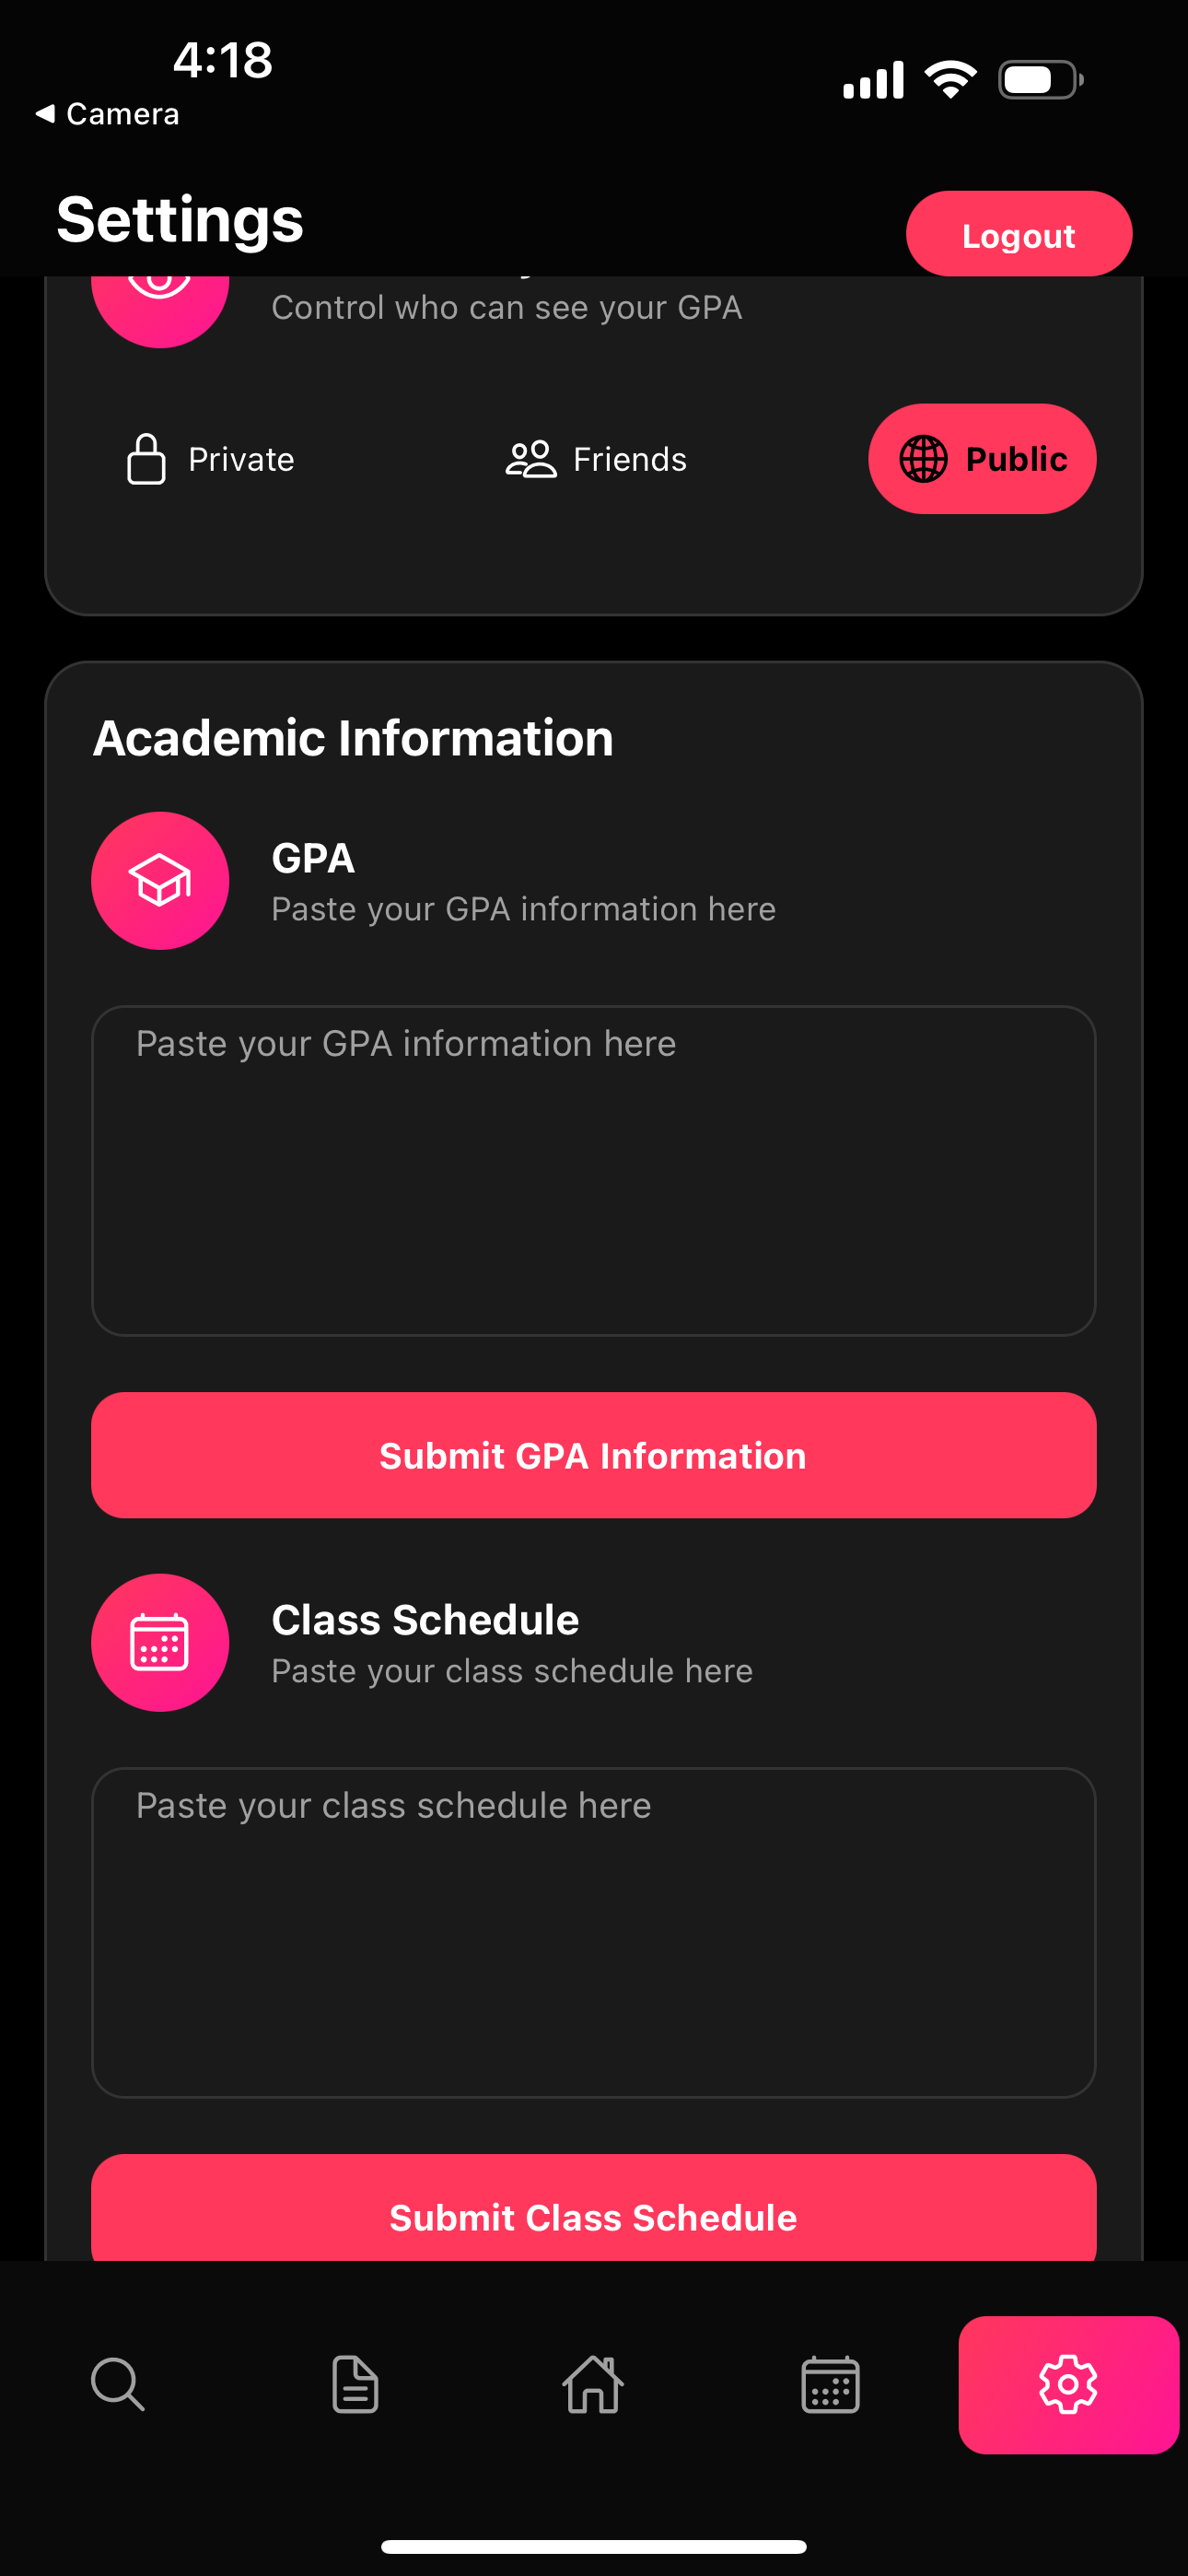 4:18
Camera
Settings
Logout
Control who can see your GPA
Private
Friends
Public
Academic Information
GPA
Paste your GPA information here
Paste your GPA information here
Submit GPA Information
Class Schedule
Paste your class schedule here
Paste your class schedule here
Submit Class Schedule